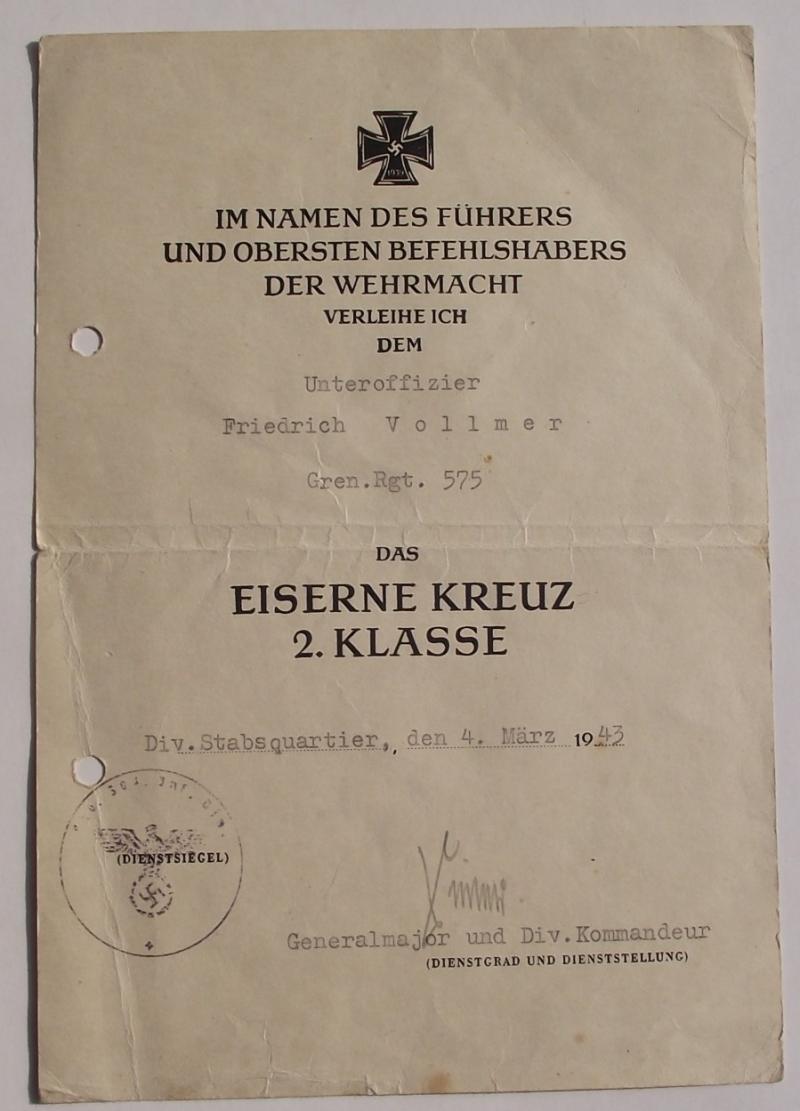 1939
IM NAMEN DES FÜHRERS
UND OBERSTEN BEFEHLSHABERS
DER WEHRMACHT
VERLEIHE ICH
DEM
Unteroffizier
Friedrich V o l l m e r
Gren.Rgt. 575
DAS
EISERNE KREUZ
2. KLASSE
Div.Stabsquartier, , den 4. März 1943
(DIENSTSIEGEL)
Generalmajor und Div.Kommandeur
(DIENSTGRAD UND DIENSTSTELLUNG)